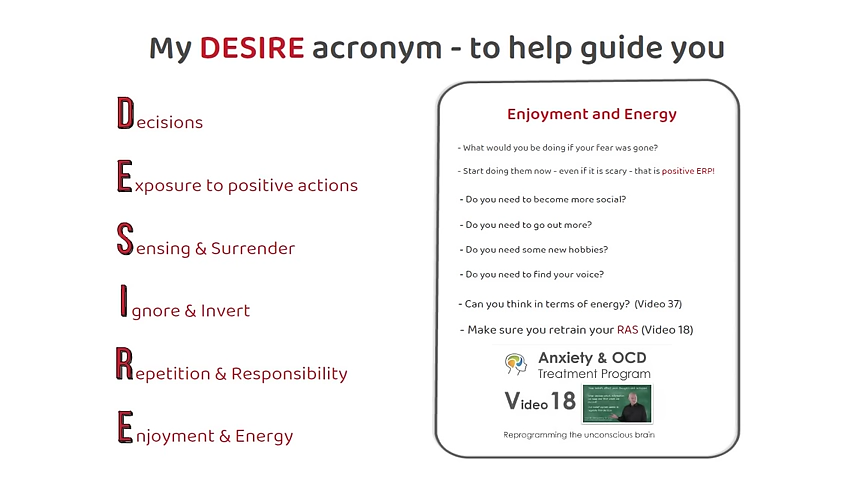 My DESIRE acronym - to help guide you
Decisions
Exposure to positive actions
Sensing & Surrender
Ignore & Invert
Repetition & Responsibility
Enjoyment & Energy
Enjoyment and Energy
- What would you be doing if your fear was gone?
- Start doing them now - even if it is scary - that is positive ERP!
- Do you need to become more social?
- Do you need to go out more?
- Do you need some new hobbies?
- Do you need to find your voice?
- Can you think in terms of energy? (Video 37)
- Make sure you retrain your RAS (Video 18)
Anxiety & OCD
Treatment Program
Video 18
Reprogramming the unconscious brain